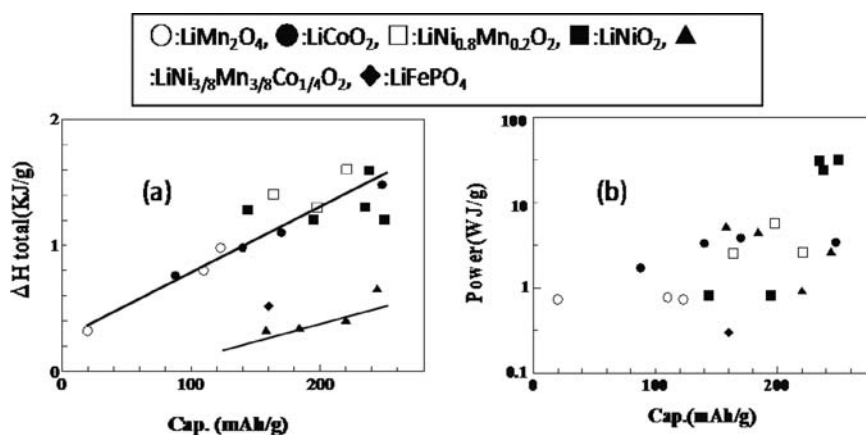 ○:LiMn₂O₄, ●:LiCoO₂, □:LiNi₀.₈Mn₀.₂O₂, ■:LiNiO₂, ▲
:LiNi₃/₈Mn₃/₈Co₁/₄O₂, ◆:LiFePO₄
2
1
0
ΔH total(KJ/g)
(a)
0
200
Cap. (mAh/g)
100
10
1
0.1
Power(WJ/g)
(b)
0
100
200
Cap.(mAh/g)